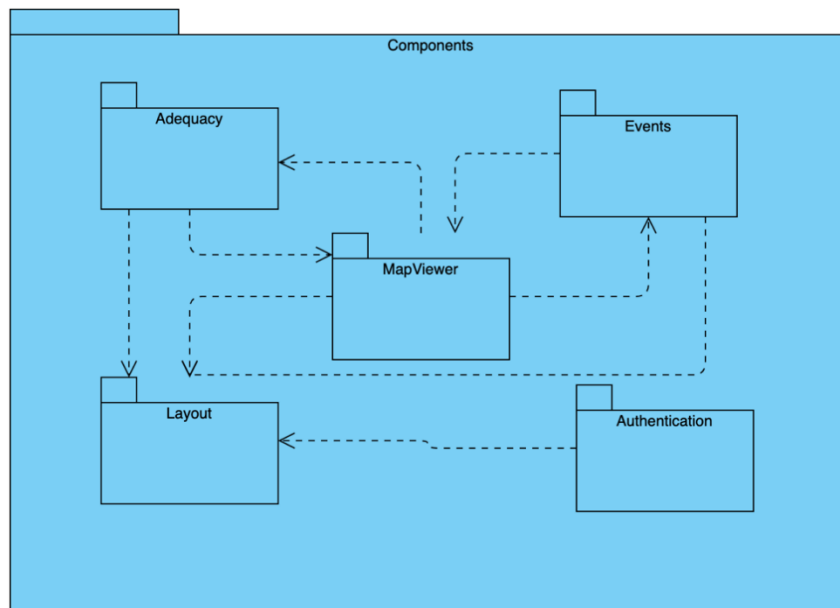 Components
Adequacy
Events
MapViewer
Layout
Authentication